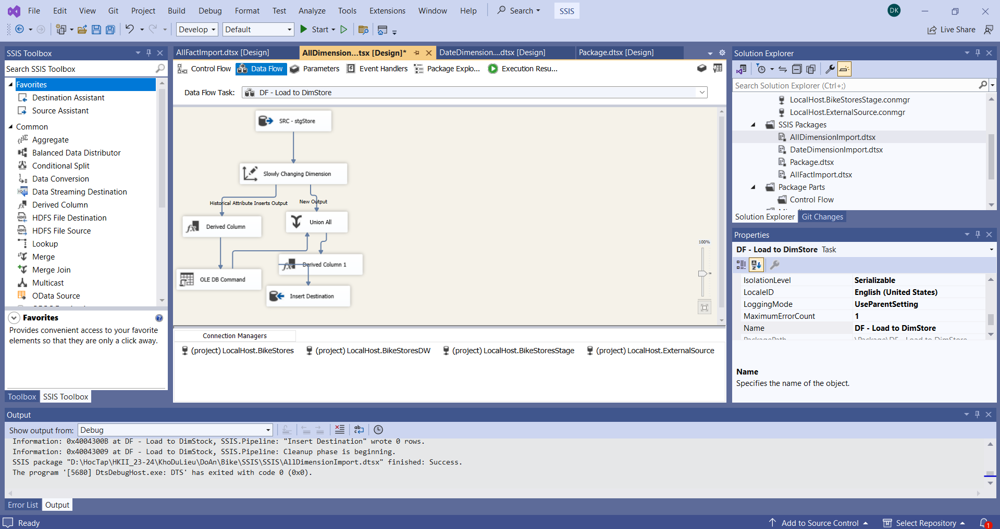 File Edit View Git Project Build Debug Format Test Analyze Tools Extensions Window Help Search SSIS DK
Develop Default Start Live Share
SSIS Toolbox
Search SSIS Toolbox
Favorites
Destination Assistant
Source Assistant
Common
Aggregate
Balanced Data Distributor
Conditional Split
Data Conversion
Data Streaming Destination
Derived Column
HDFS File Destination
HDFS File Source
Lookup
Merge
Merge Join
Multicast
OData Source
Favorites
Provides convenient access to your favorite
elements so that they are only a click away.
Toolbox SSIS Toolbox
AllFactImport.dtsx [Design] AllDimension...tsx [Design]* DateDimension....dtsx [Design] Package.dtsx [Design]
Control Flow Data Flow Parameters Event Handlers Package Explo... Execution Resu...
Data Flow Task: DF - Load to DimStore
SRC - stgStore
Slowly Changing Dimension
Historical Attribute Inserts Output New Output
Derived Column
Union All
Derived Column 1
OLE DB Command
Insert Destination
100%
Connection Managers
(project) LocalHost.BikeStores (project) LocalHost.BikeStoresDW (project) LocalHost.BikeStoresStage (project) LocalHost.ExternalSource
Solution Explorer
Search Solution Explorer (Ctrl+;)
LocalHost.BikeStoresStage.conmgr
LocalHost.ExternalSource.conmgr
SSIS Packages
AllDimensionImport.dtsx
DateDimensionImport.dtsx
Package.dtsx
AllFactImport.dtsx
Package Parts
Control Flow
Solution Explorer Git Changes
Properties
DF - Load to DimStore Task
IsolationLevel Serializable
LocaleID English (United States)
LoggingMode UseParentSetting
MaximumErrorCount 1
Name DF - Load to DimStore
PackagePath \Package\DF - Load to DimStore
Name
Specifies the name of the object.
Output
Show output from: Debug
Information: 0x4004300B at DF - Load to DimStock, SSIS.Pipeline: "Insert Destination" wrote 0 rows.
Information: 0x40043009 at DF - Load to DimStock, SSIS.Pipeline: Cleanup phase is beginning.
SSIS package "D:\HocTap\HKII_23-24\KhoDuLieu\DoAn\Bike\SSIS\SSIS\AllDimensionImport.dtsx" finished: Success.
The program '[5680] DtsDebugHost.exe: DTS' has exited with code 0 (0x0).
Error List Output
Ready Add to Source Control Select Repository 1